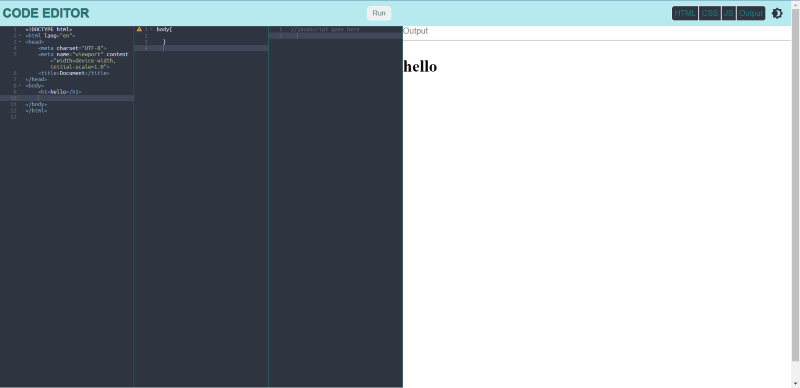 CODE EDITOR
Run
HTML CSS JS Output
1 <!DOCTYPE html>
2 <html lang="en">
3 <head>
4 <meta charset="UTF-8">
5 <meta name="viewport" content
="width=device-width,
initial-scale=1.0">
6 <title>Document</title>
7 </head>
8 <body>
9 <h1>hello</h1>
10
11 </body>
12 </html>
13
1 body{
2
3 }
4
1 //javascript goes here
2
Output
hello